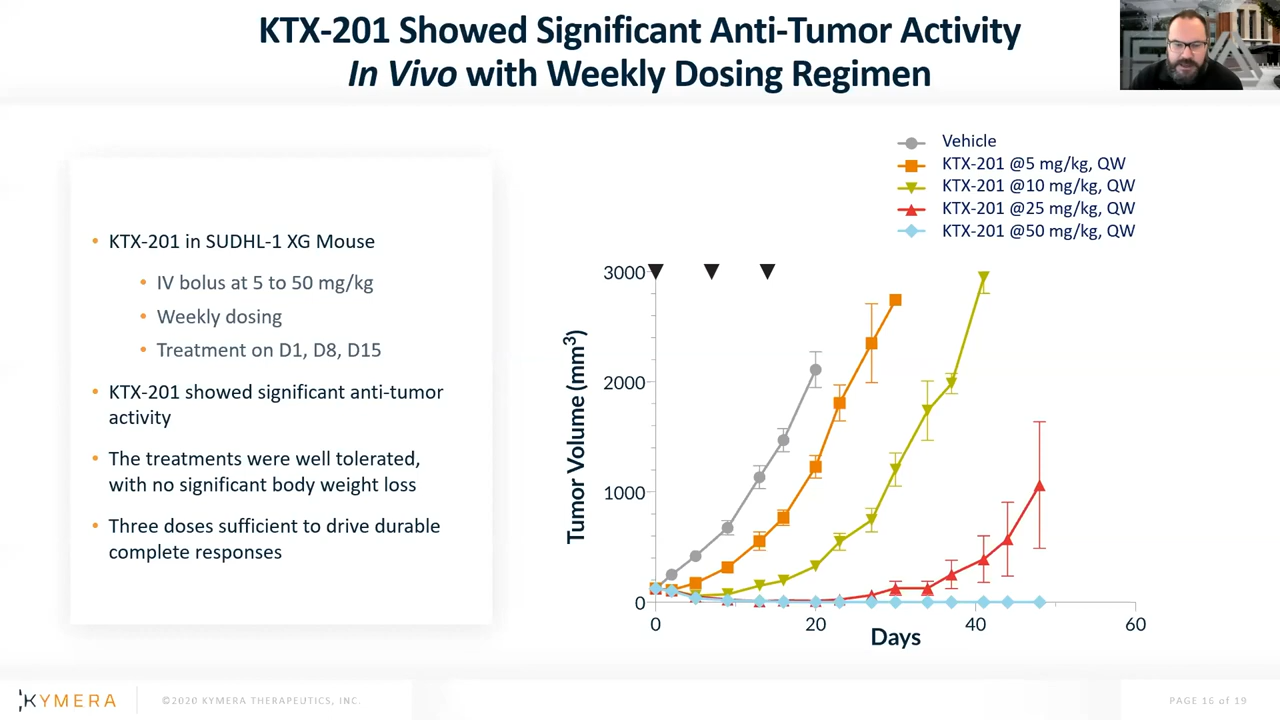 KTX-201 Showed Significant Anti-Tumor Activity
In Vivo with Weekly Dosing Regimen
• KTX-201 in SUDHL-1 XG Mouse
• IV bolus at 5 to 50 mg/kg
• Weekly dosing
• Treatment on D1, D8, D15
• KTX-201 showed significant anti-tumor
activity
• The treatments were well tolerated,
with no significant body weight loss
• Three doses sufficient to drive durable
complete responses
Vehicle
KTX-201 @5 mg/kg, QW
KTX-201 @10 mg/kg, QW
KTX-201 @25 mg/kg, QW
KTX-201 @50 mg/kg, QW
Tumor Volume (mm³)
3000
2000
1000
0
0 20 40 60
Days
KYMERA
©2020 KYMERA THERAPEUTICS, INC.
PAGE 16 of 19